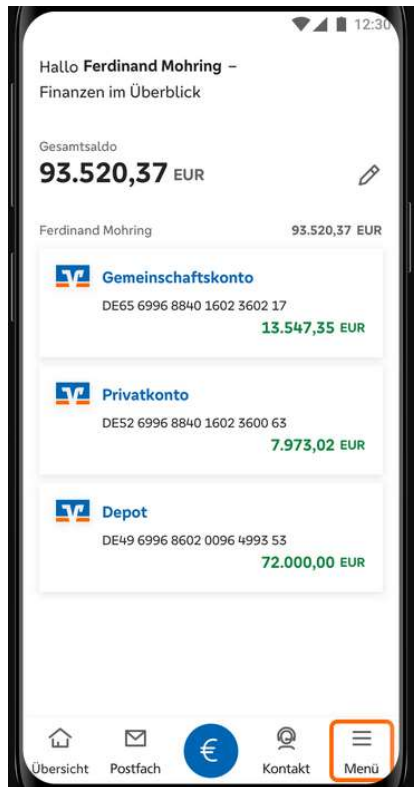 12:30
Hallo Ferdinand Mohring –
Finanzen im Überblick
Gesamtsaldo
93.520,37 EUR
Ferdinand Mohring 93.520,37 EUR
Gemeinschaftskonto
DE65 6996 8840 1602 3602 17
13.547,35 EUR
Privatkonto
DE52 6996 8840 1602 3600 63
7.973,02 EUR
Depot
DE49 6996 8602 0096 4993 53
72.000,00 EUR
€
Übersicht Postfach Kontakt Menü